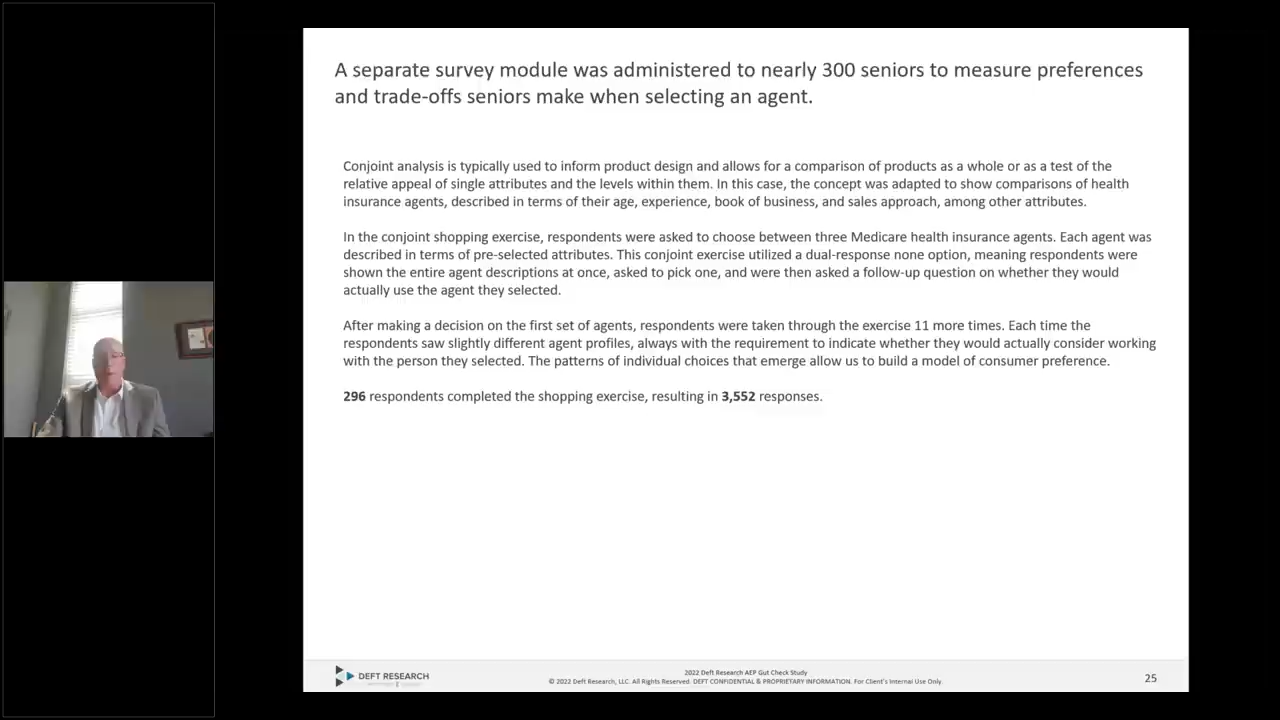 A separate survey module was administered to nearly 300 seniors to measure preferences
and trade-offs seniors make when selecting an agent.
Conjoint analysis is typically used to inform product design and allows for a comparison of products as a whole or as a test of the
relative appeal of single attributes and the levels within them. In this case, the concept was adapted to show comparisons of health
insurance agents, described in terms of their age, experience, book of business, and sales approach, among other attributes.
In the conjoint shopping exercise, respondents were asked to choose between three Medicare health insurance agents. Each agent was
described in terms of pre-selected attributes. This conjoint exercise utilized a dual-response none option, meaning respondents were
shown the entire agent descriptions at once, asked to pick one, and were then asked a follow-up question on whether they would
actually use the agent they selected.
After making a decision on the first set of agents, respondents were taken through the exercise 11 more times. Each time the
respondents saw slightly different agent profiles, always with the requirement to indicate whether they would actually consider working
with the person they selected. The patterns of individual choices that emerge allow us to build a model of consumer preference.
296 respondents completed the shopping exercise, resulting in 3,552 responses.
DEFT RESEARCH
2022 Deft Research AEP Gut Check Study
© 2022 Deft Research, LLC. All Rights Reserved. DEFT CONFIDENTIAL & PROPRIETARY INFORMATION. For Client's Internal Use Only.
25